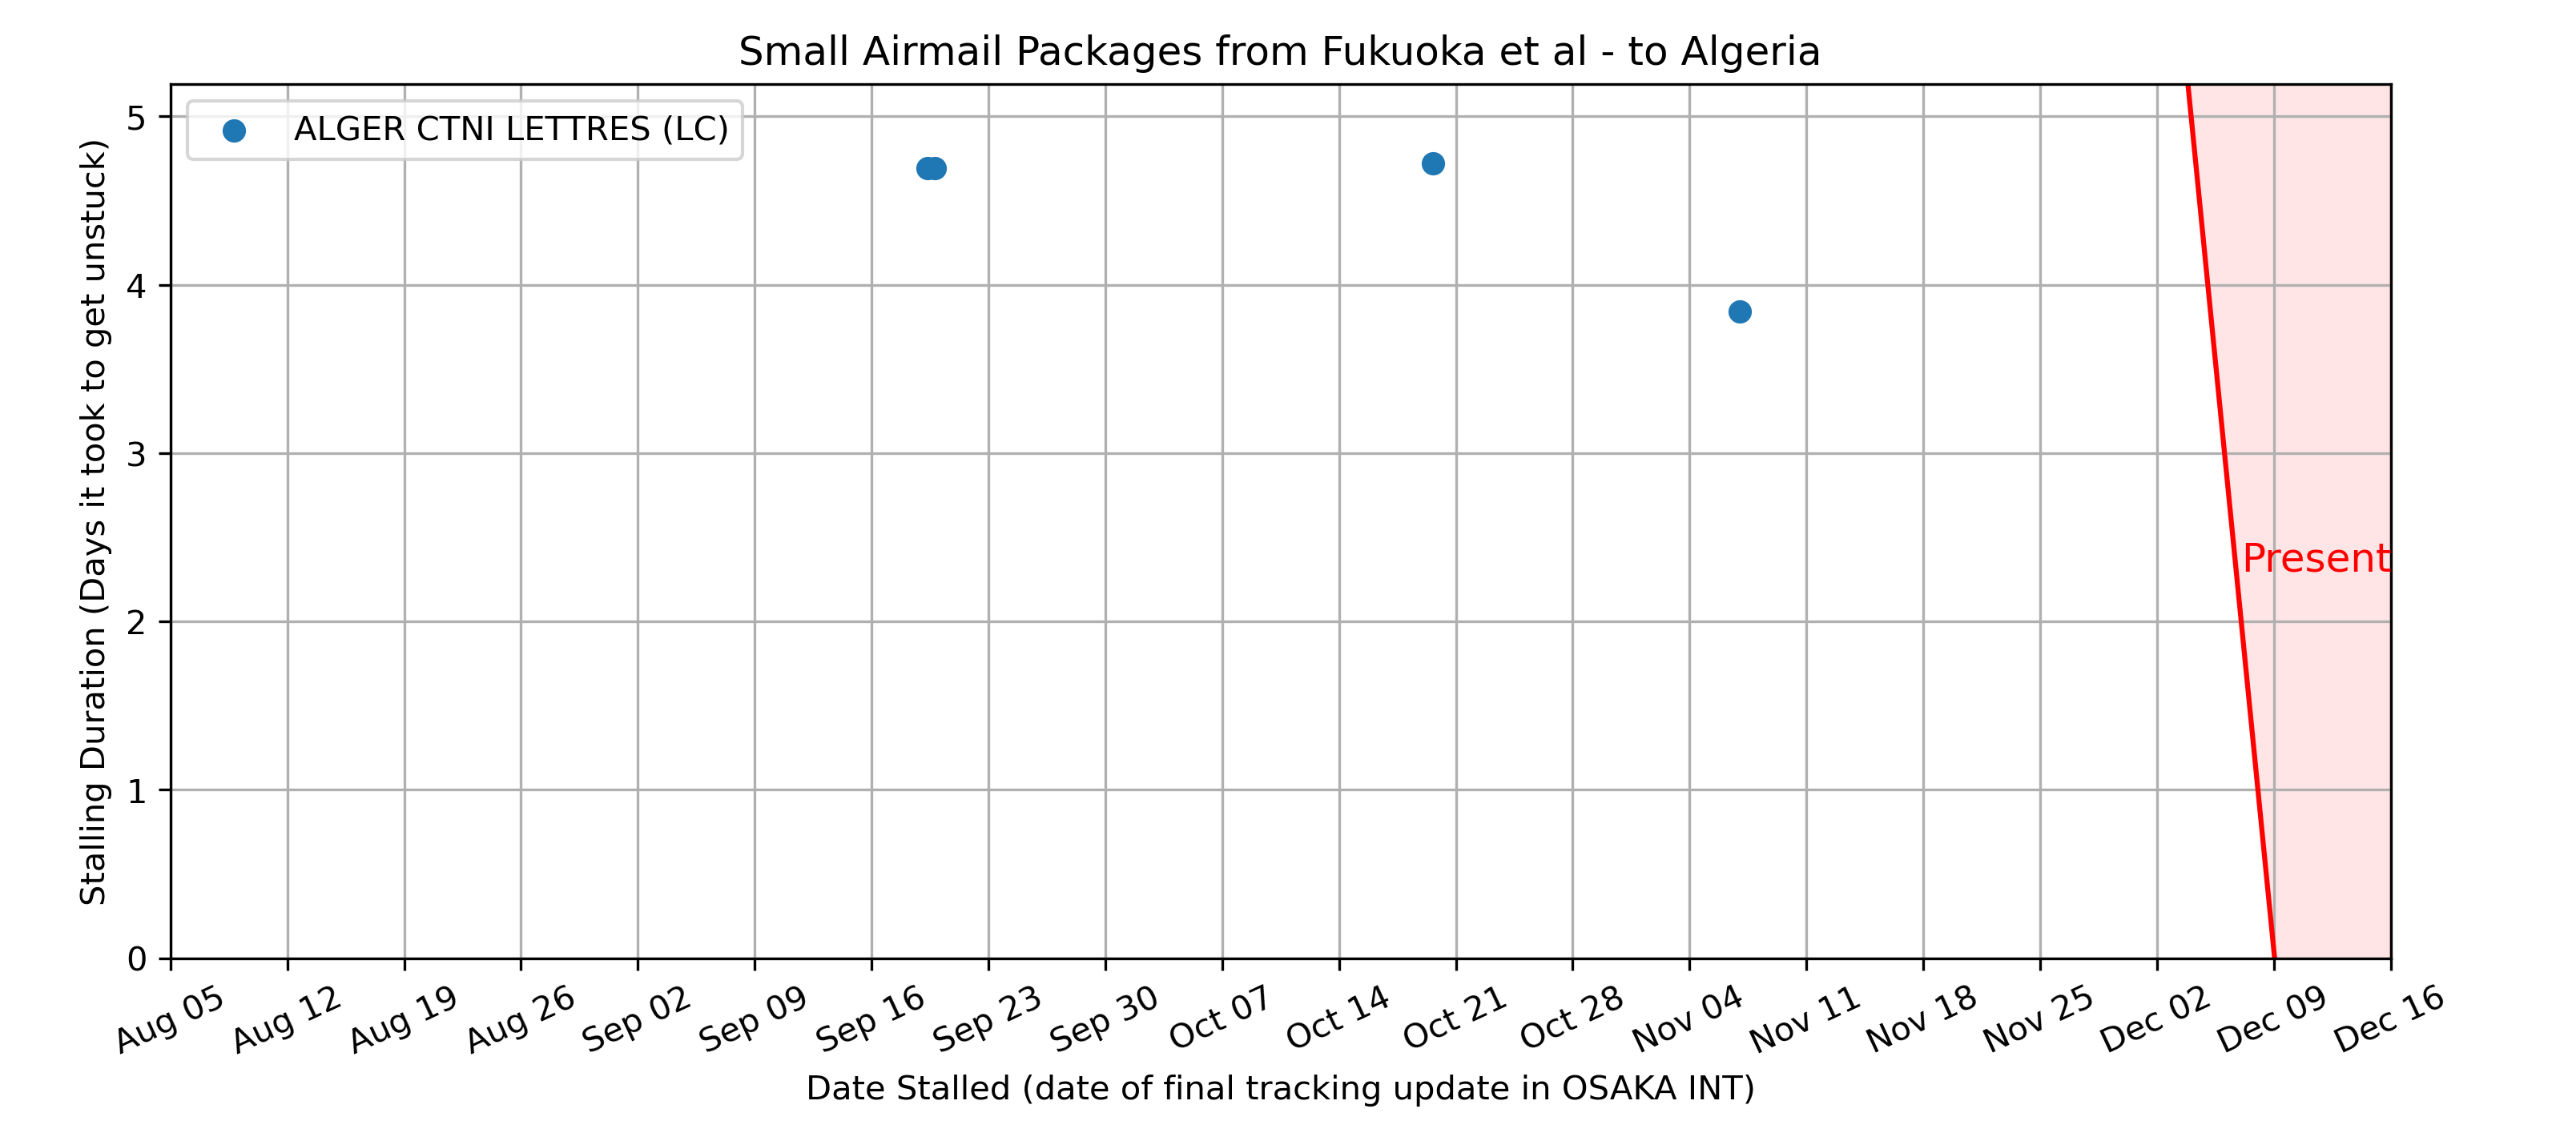 Small Airmail Packages from Fukuoka et al - to Algeria
ALGER CTNI LETTRES (LC)
Stalling Duration (Days it took to get unstuck)
5
4
3
2
1
0
Present
Aug 05 Aug 12 Aug 19 Aug 26 Sep 02 Sep 09 Sep 16 Sep 23 Sep 30 Oct 07 Oct 14 Oct 21 Oct 28 Nov 04 Nov 11 Nov 18 Nov 25 Dec 02 Dec 09 Dec 16
Date Stalled (date of final tracking update in OSAKA INT)